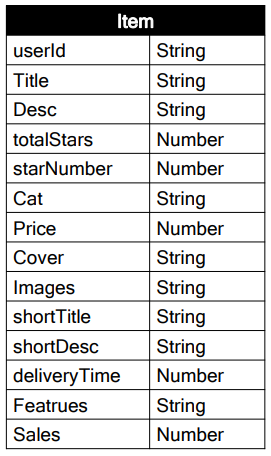 Item
userId String
Title String
Desc String
totalStars Number
starNumber Number
Cat String
Price Number
Cover String
Images String
shortTitle String
shortDesc String
deliveryTime Number
Featrues String
Sales Number